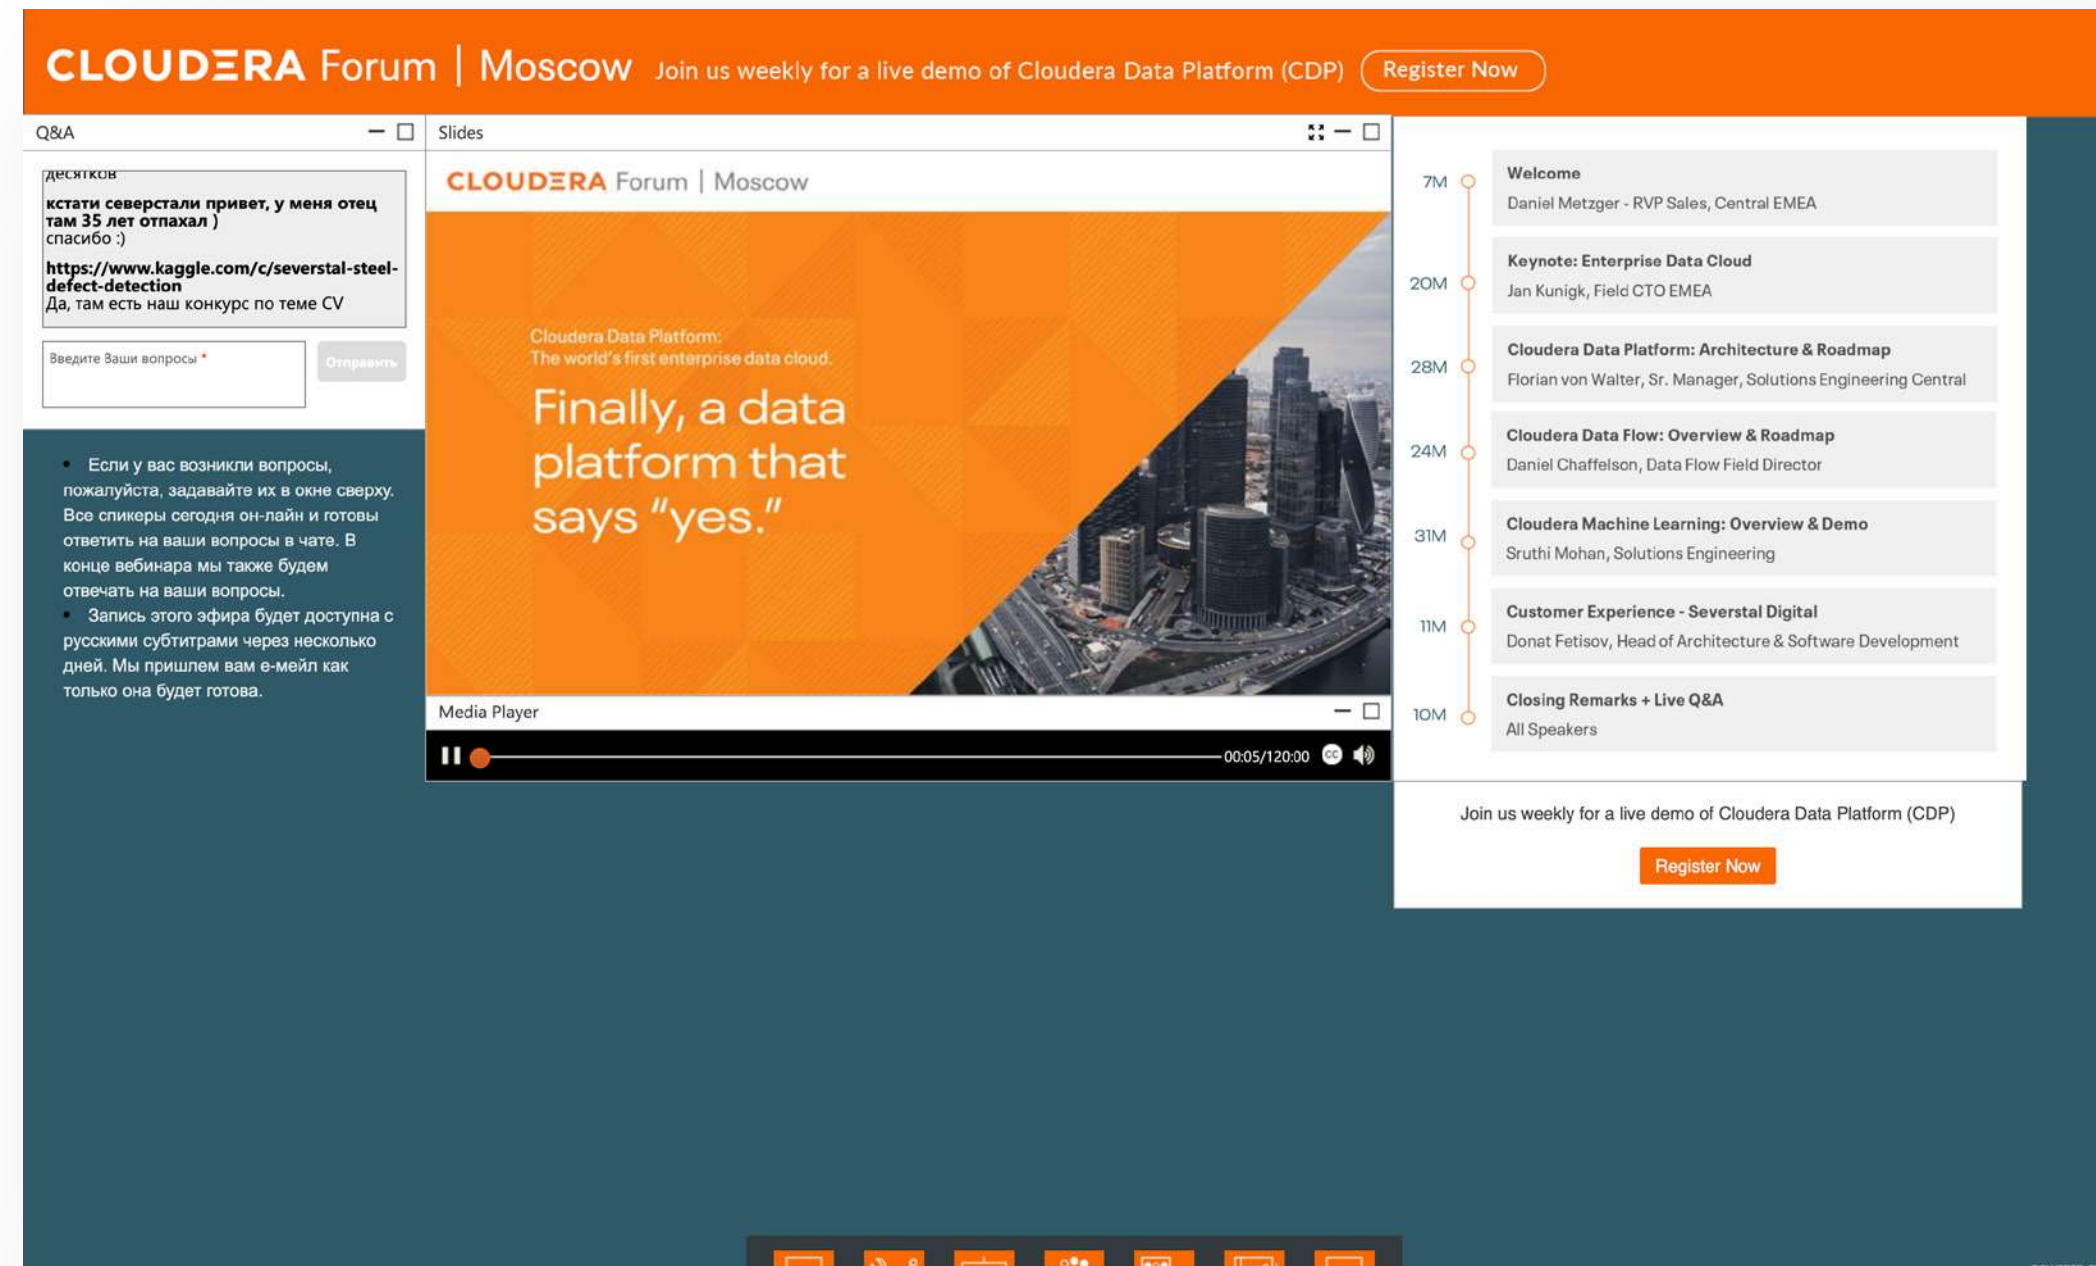 CLOUDERA Forum | Moscow Join us weekly for a live demo of Cloudera Data Platform (CDP) Register Now
Q&A
десятков
кстати северстали привет, у меня отец
там 35 лет отпахал )
спасибо :)
https://www.kaggle.com/c/severstal-steel-
defect-detection
Да, там есть наш конкурс по теме CV
Введите Ваши вопросы *
Отправить
Если у вас возникли вопросы,
пожалуйста, задавайте их в окне сверху.
Все спикеры сегодня он-лайн и готовы
ответить на ваши вопросы в чате. В
конце вебинара мы также будем
отвечать на ваши вопросы.
Запись этого эфира будет доступна с
русскими субтитрами через несколько
дней. Мы пришлем вам е-мейл как
только она будет готова.
Slides
CLOUDERA Forum | Moscow
Cloudera Data Platform:
The world's first enterprise data cloud.
Finally, a data
platform that
says "yes."
Media Player
00:05/120:00
CC
7M
Welcome
Daniel Metzger - RVP Sales, Central EMEA
20M
Keynote: Enterprise Data Cloud
Jan Kunigk, Field CTO EMEA
28M
Cloudera Data Platform: Architecture & Roadmap
Florian von Walter, Sr. Manager, Solutions Engineering Central
24M
Cloudera Data Flow: Overview & Roadmap
Daniel Chaffelson, Data Flow Field Director
31M
Cloudera Machine Learning: Overview & Demo
Sruthi Mohan, Solutions Engineering
11M
Customer Experience - Severstal Digital
Donat Fetisov, Head of Architecture & Software Development
10M
Closing Remarks + Live Q&A
All Speakers
Join us weekly for a live demo of Cloudera Data Platform (CDP)
Register Now